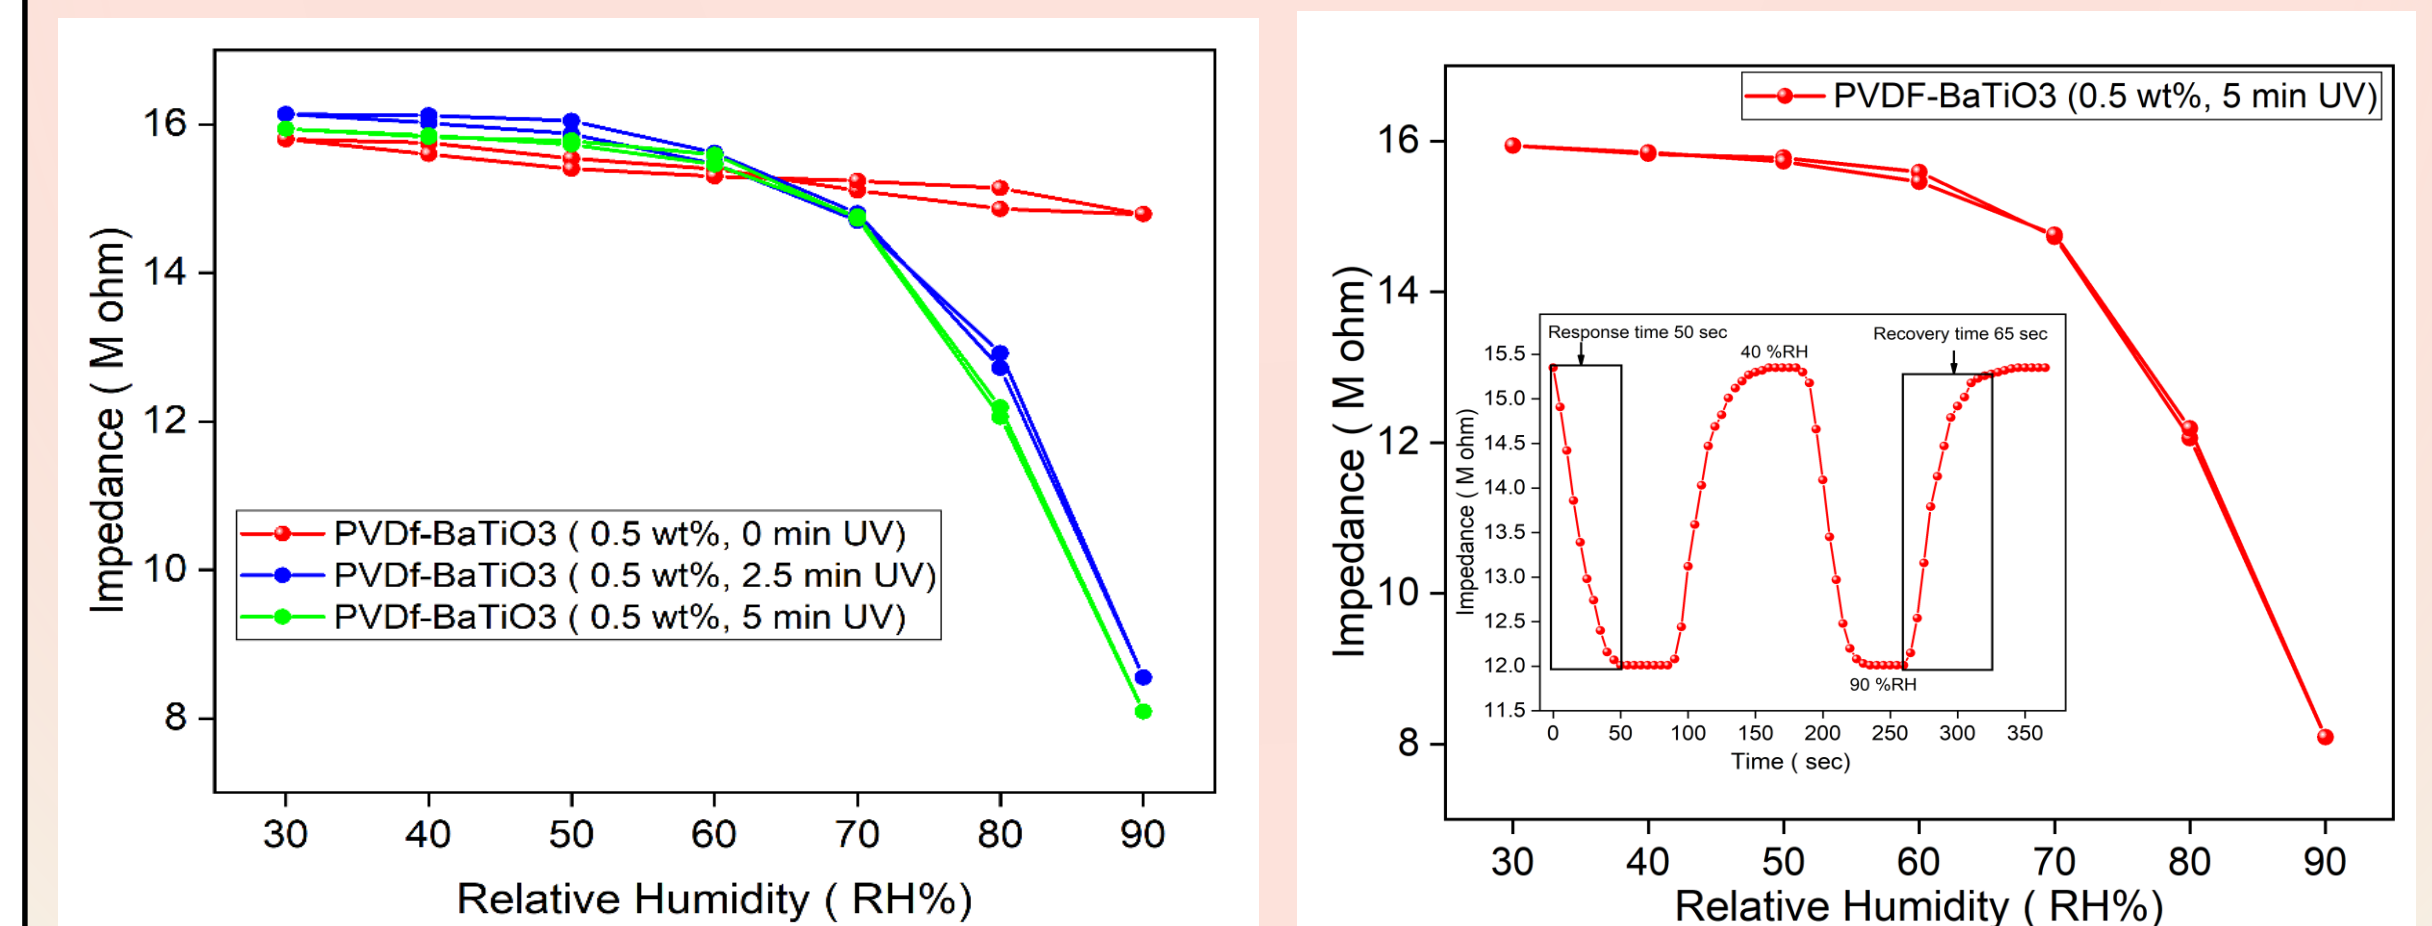 16
14
12
10
8
Impedance ( M ohm)
PVDf-BaTiO3 ( 0.5 wt%, 0 min UV)
PVDf-BaTiO3 ( 0.5 wt%, 2.5 min UV)
PVDf-BaTiO3 ( 0.5 wt%, 5 min UV)
30 40 50 60 70 80 90
Relative Humidity ( RH%)
PVDF-BaTiO3 (0.5 wt%, 5 min UV)
16
14
12
10
8
Impedance ( M ohm)
Response time 50 sec
Recovery time 65 sec
40 %RH
90 %RH
15.5
15.0
14.5
14.0
13.5
13.0
12.5
12.0
11.5
Impedance ( M ohm)
0 50 100 150 200 250 300 350
Time ( sec)
30 40 50 60 70 80 90
Relative Humidity ( RH%)